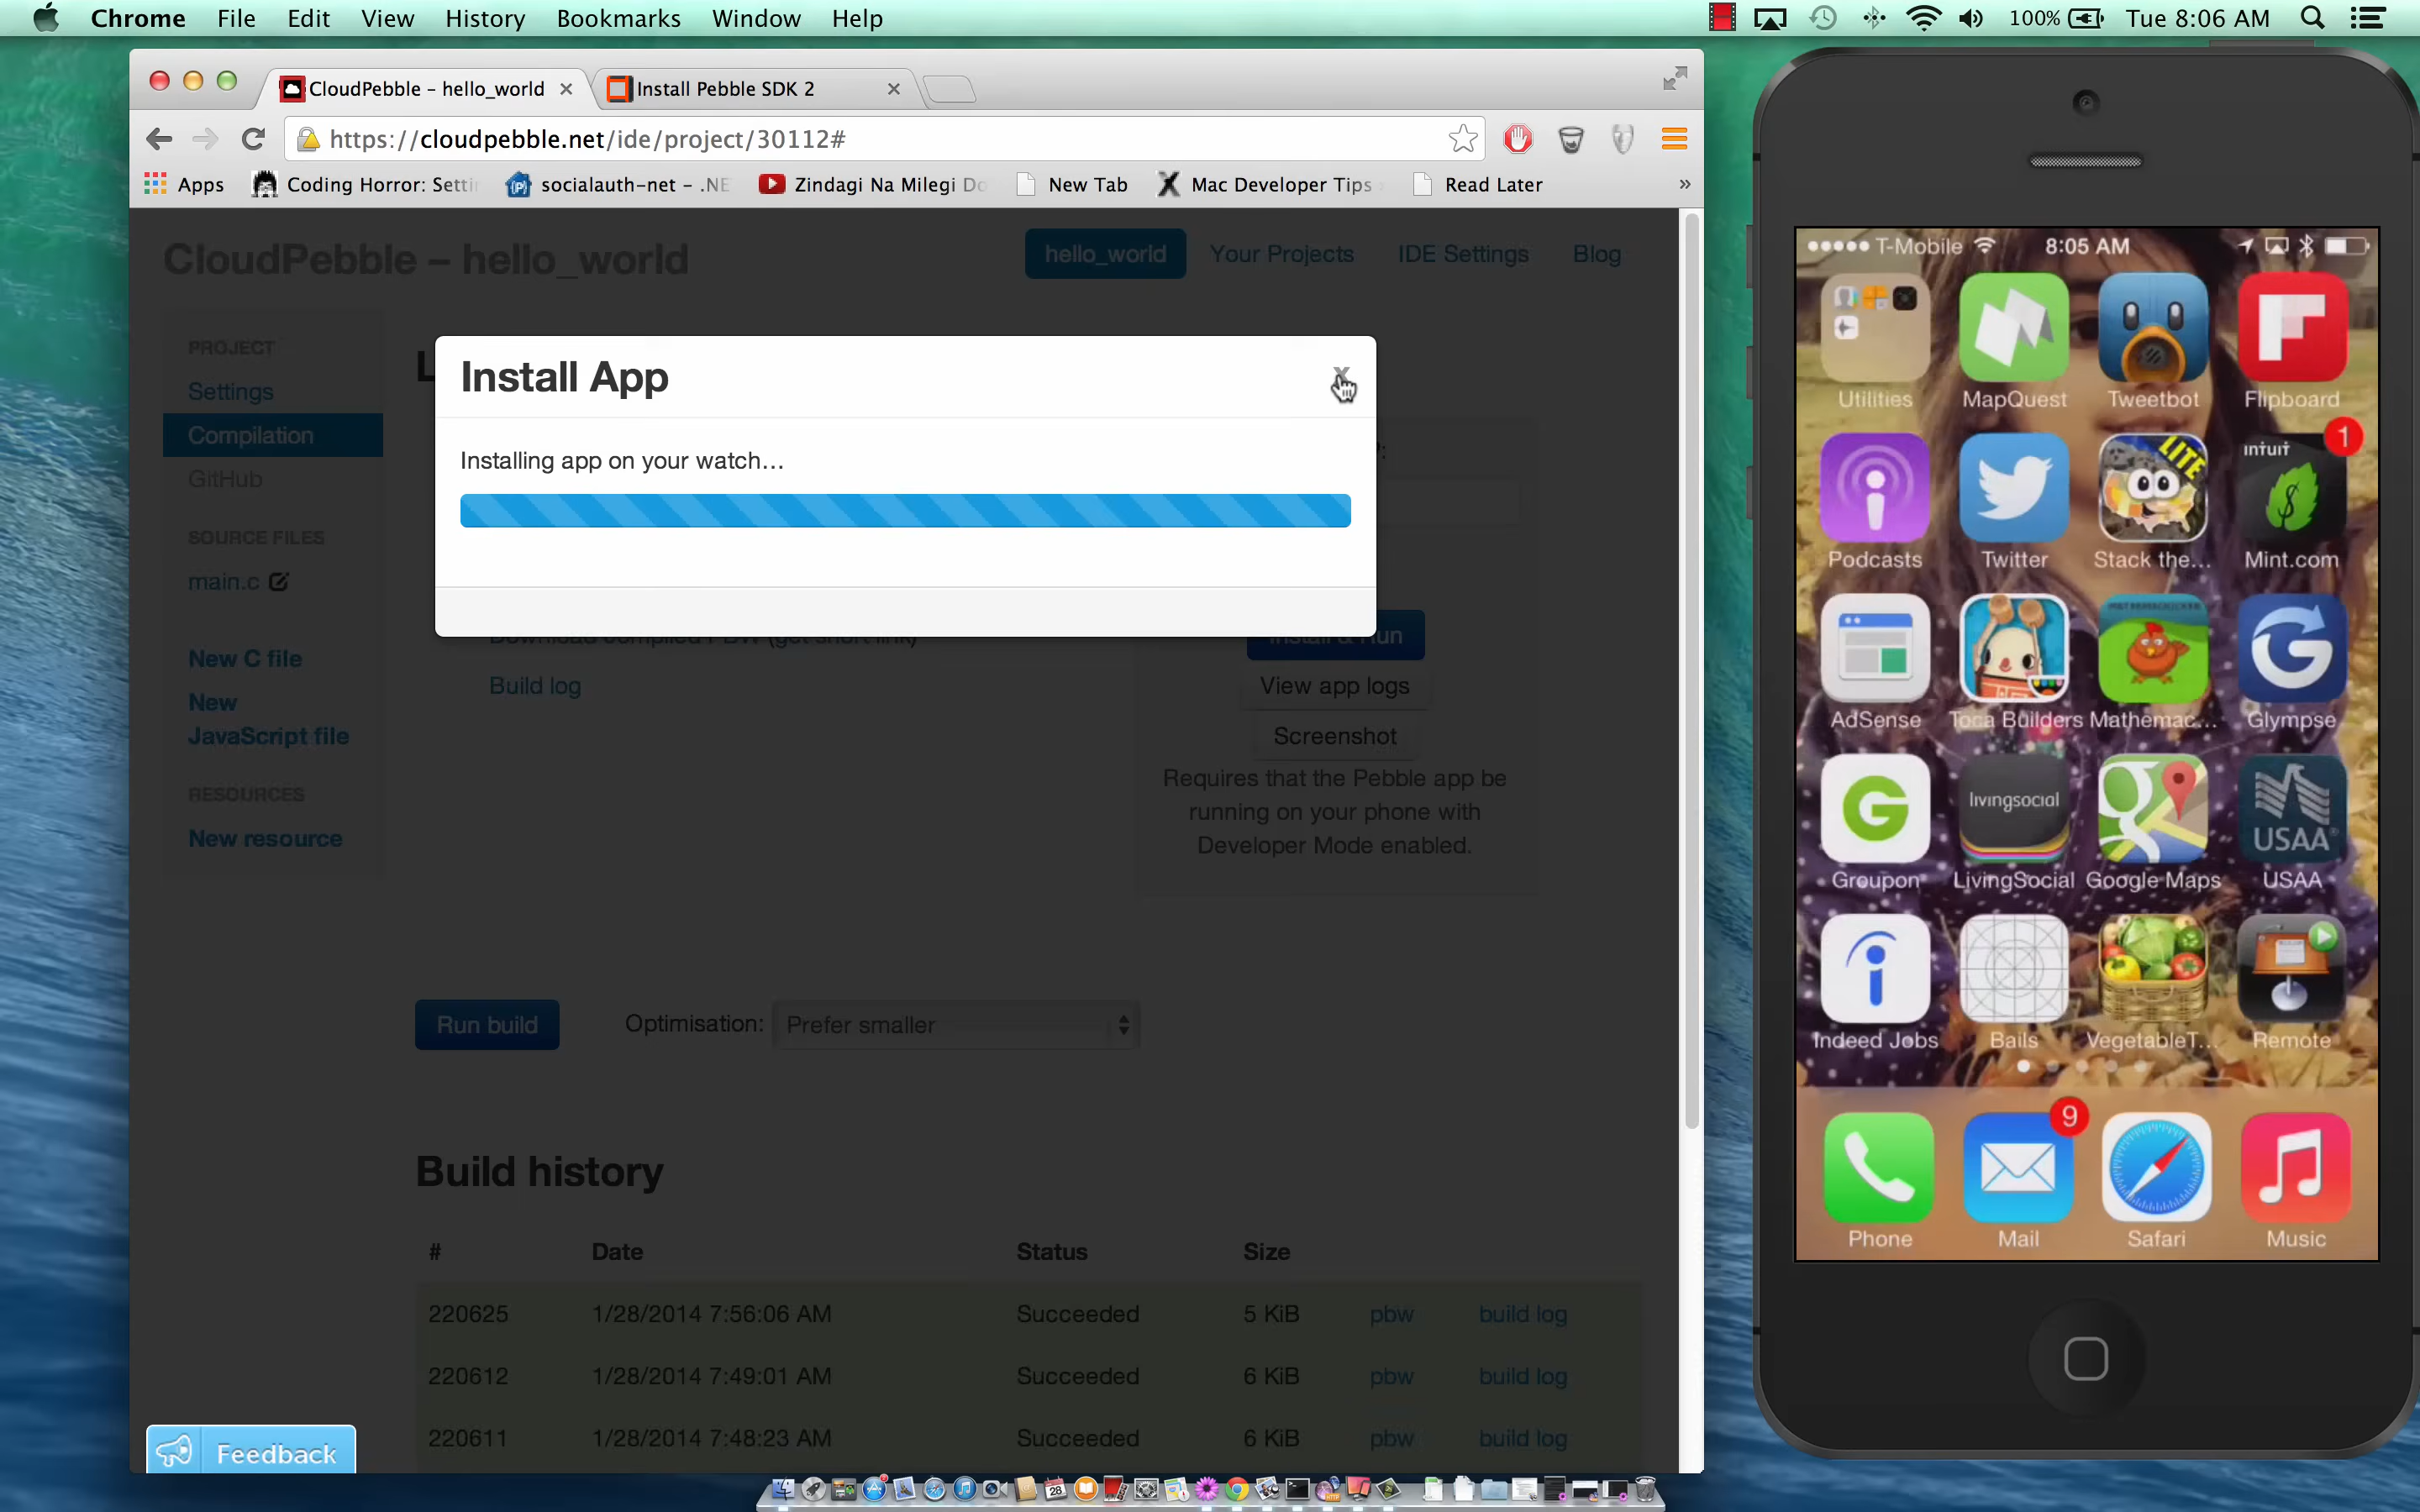 Chrome File Edit View History Bookmarks Window Help 100% Tue 8:06 AM
CloudPebble – hello_world Install Pebble SDK 2
https://cloudpebble.net/ide/project/30112#
Apps Coding Horror: Setti socialauth-net - .NE Zindagi Na Milegi Do New Tab Mac Developer Tips Read Later »
CloudPebble – hello_world hello_world Your Projects IDE Settings Blog
PROJECT
Settings
Compilation
GitHub
SOURCE FILES
main.c
New C file
New
JavaScript file
RESOURCES
New resource
Install App x
Installing app on your watch...
Build log
Install & Run
View app logs
Screenshot
Requires that the Pebble app be
running on your phone with
Developer Mode enabled.
Run build Optimisation: Prefer smaller
Build history
# Date Status Size
220625 1/28/2014 7:56:06 AM Succeeded 5 KiB pbw build log
220612 1/28/2014 7:49:01 AM Succeeded 6 KiB pbw build log
220611 1/28/2014 7:48:23 AM Succeeded 6 KiB pbw build log
Feedback
28
T-Mobile 8:05 AM
Utilities MapQuest Tweetbot Flipboard
LITE intuit 1
Podcasts Twitter Stack the... Mint.com
AdSense Toca Builders Mathemac... Glympse
livingsocial USAA
Groupon LivingSocial Google Maps USAA
Indeed Jobs Bails VegetableT... Remote
9
Phone Mail Safari Music